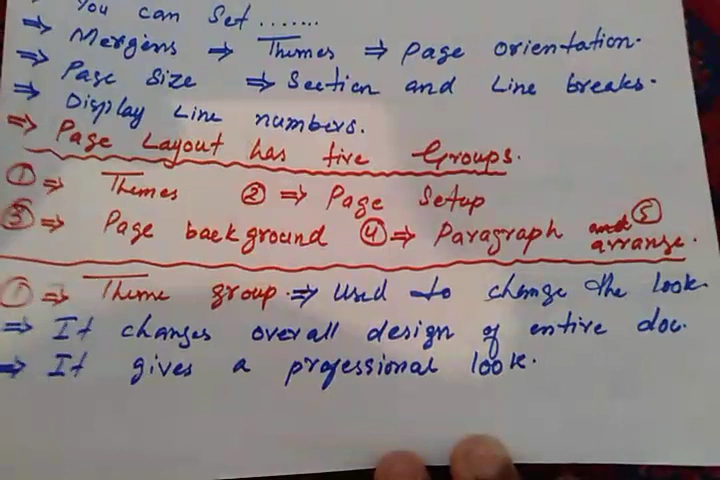 You can set .......
⇒ Mergins ⇒ Themes ⇒ Page orientation.
⇒ Page Size ⇒ Section and Line breaks.
⇒ Display Line numbers.
⇒ Page Layout has five Groups.
① ⇒ Themes ② ⇒ Page Setup
③ ⇒ Page background ④ ⇒ Paragraph and ⑤ arrange.
① ⇒ Theme group. ⇒ Used to change the look.
⇒ It changes overall design of entire doc.
⇒ It gives a professional look.